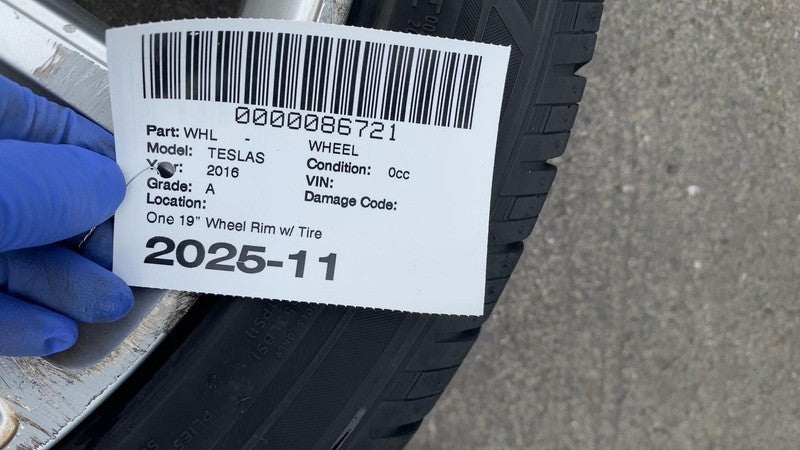 0000086721
Part: WHL - WHEEL
Model: TESLAS Condition: 0cc
Year: 2016 VIN:
Grade: A Damage Code:
Location:
One 19” Wheel Rim w/ Tire
2025-11
PLIES